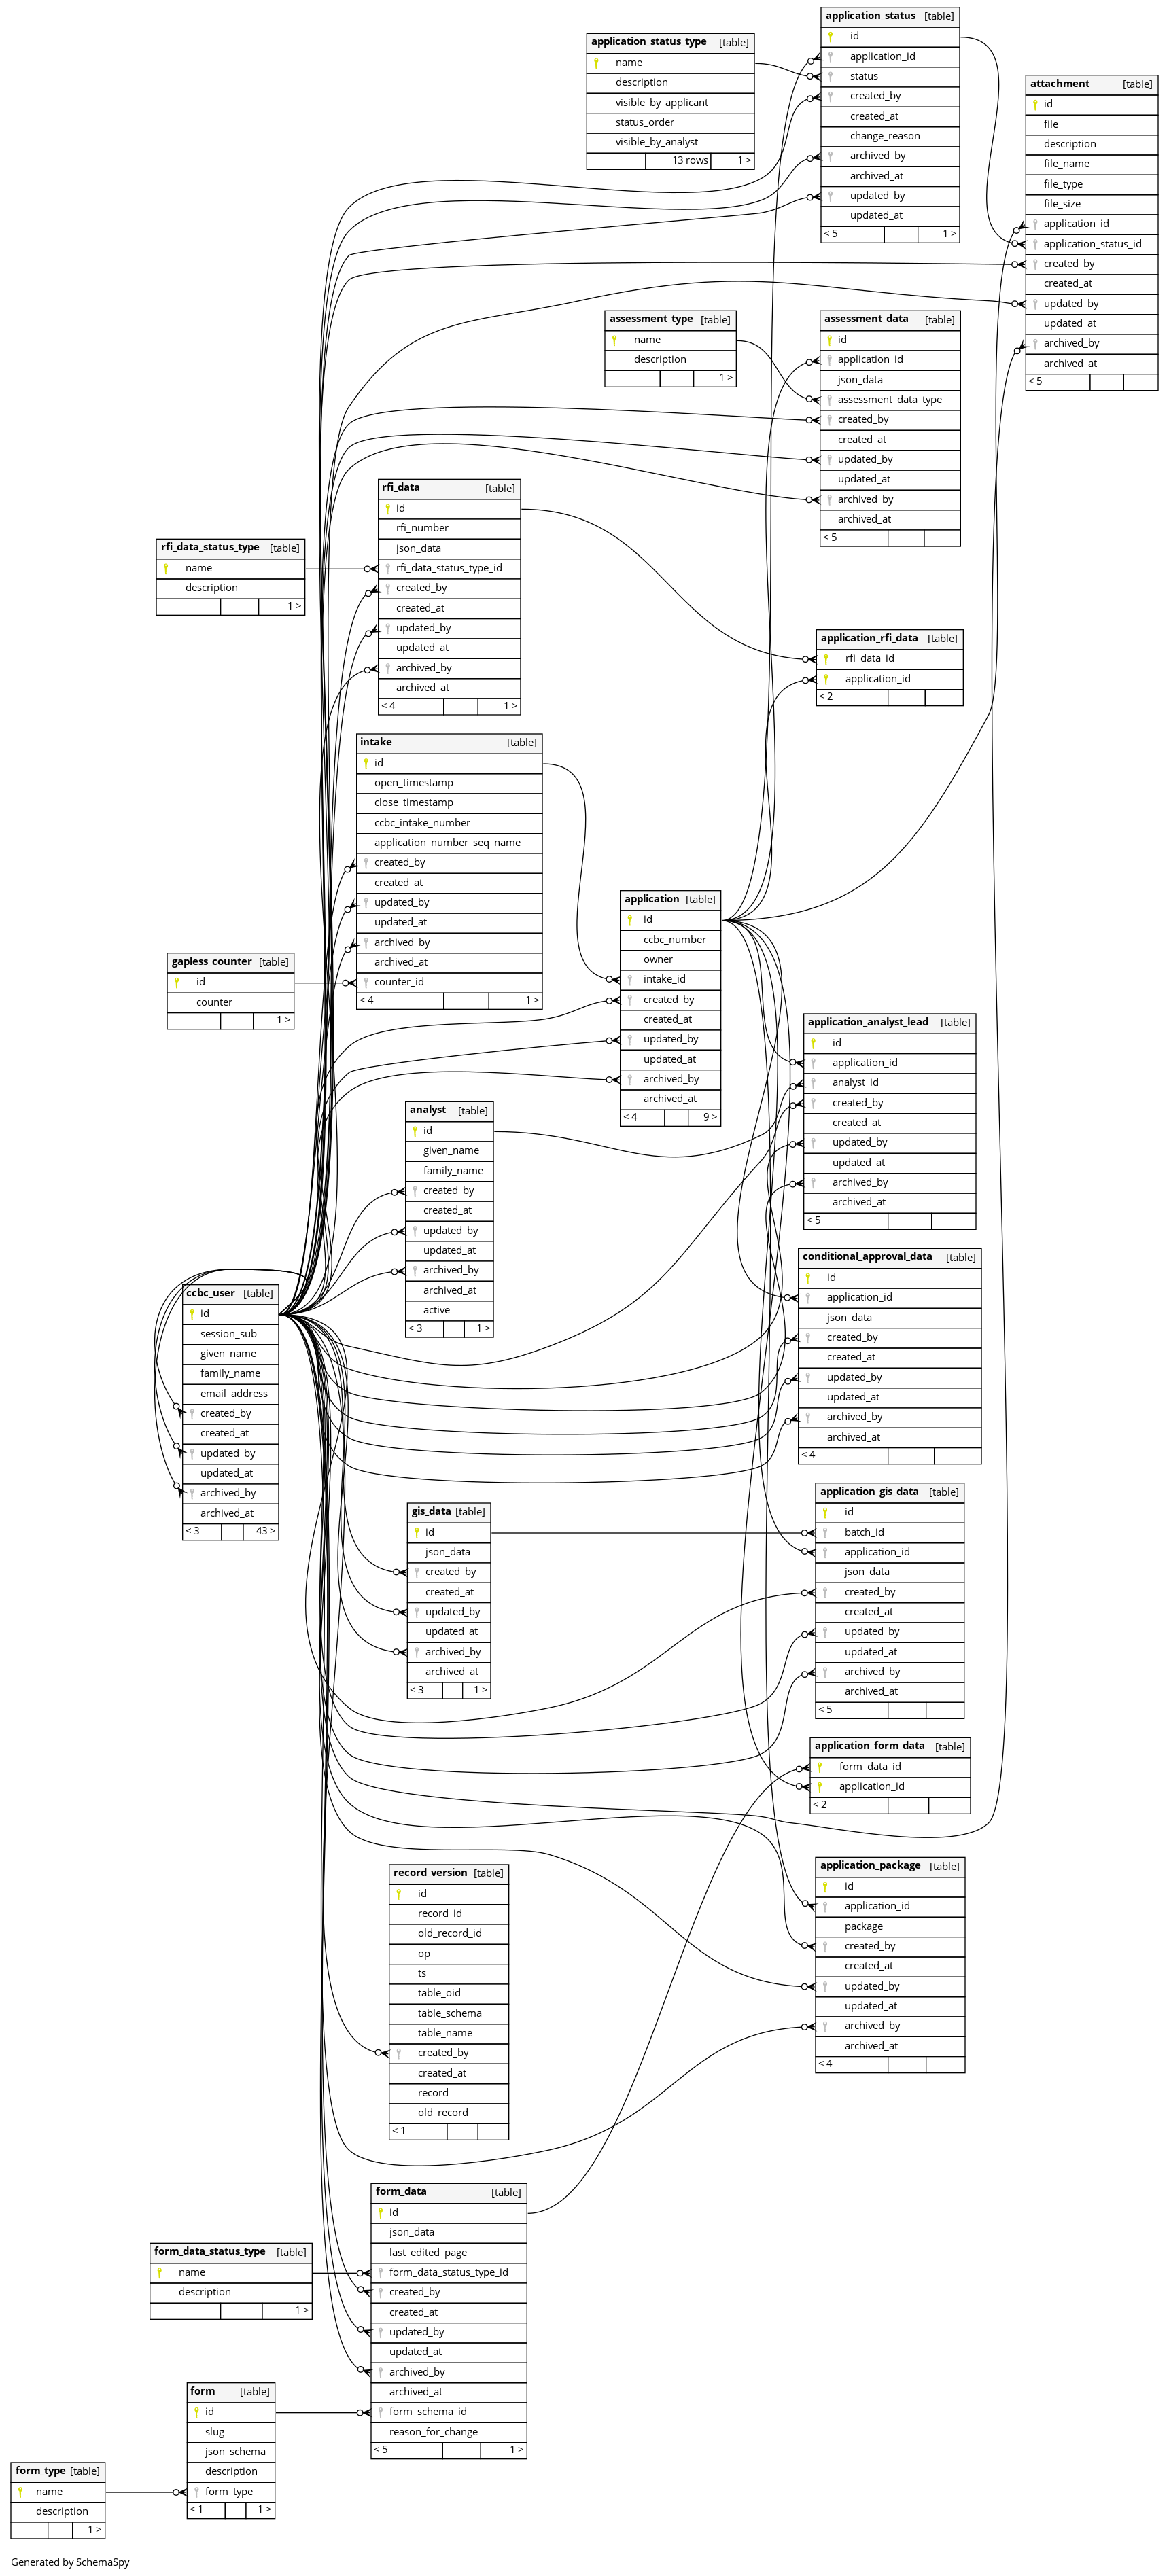 application_status [table]
id
application_id
status
created_by
created_at
change_reason
archived_by
archived_at
updated_by
updated_at
< 5 1 >
application_status_type [table]
name
description
visible_by_applicant
status_order
visible_by_analyst
13 rows 1 >
attachment [table]
id
file
description
file_name
file_type
file_size
application_id
application_status_id
created_by
created_at
updated_by
updated_at
archived_by
archived_at
< 5
assessment_type [table]
name
description
1 >
assessment_data [table]
id
application_id
json_data
assessment_data_type
created_by
created_at
updated_by
updated_at
archived_by
archived_at
< 5
rfi_data [table]
id
rfi_number
json_data
rfi_data_status_type_id
created_by
created_at
updated_by
updated_at
archived_by
archived_at
< 4 1 >
rfi_data_status_type [table]
name
description
1 >
application_rfi_data [table]
rfi_data_id
application_id
< 2
intake [table]
id
open_timestamp
close_timestamp
ccbc_intake_number
application_number_seq_name
created_by
created_at
updated_by
updated_at
archived_by
archived_at
counter_id
< 4 1 >
gapless_counter [table]
id
counter
1 >
application [table]
id
ccbc_number
owner
intake_id
created_by
created_at
updated_by
updated_at
archived_by
archived_at
< 4 9 >
application_analyst_lead [table]
id
application_id
analyst_id
created_by
created_at
updated_by
updated_at
archived_by
archived_at
< 5
analyst [table]
id
given_name
family_name
created_by
created_at
updated_by
updated_at
archived_by
archived_at
active
< 3 1 >
conditional_approval_data [table]
id
application_id
json_data
created_by
created_at
updated_by
updated_at
archived_by
archived_at
< 4
ccbc_user [table]
id
session_sub
given_name
family_name
email_address
created_by
created_at
updated_by
updated_at
archived_by
archived_at
< 3 43 >
application_gis_data [table]
id
batch_id
application_id
json_data
created_by
created_at
updated_by
updated_at
archived_by
archived_at
< 5
gis_data [table]
id
json_data
created_by
created_at
updated_by
updated_at
archived_by
archived_at
< 3 1 >
application_form_data [table]
form_data_id
application_id
< 2
application_package [table]
id
application_id
package
created_by
created_at
updated_by
updated_at
archived_by
archived_at
< 4
record_version [table]
id
record_id
old_record_id
op
ts
table_oid
table_schema
table_name
created_by
created_at
record
old_record
< 1
form_data [table]
id
json_data
last_edited_page
form_data_status_type_id
created_by
created_at
updated_by
updated_at
archived_by
archived_at
form_schema_id
reason_for_change
< 5 1 >
form_data_status_type [table]
name
description
1 >
form [table]
id
slug
json_schema
description
form_type
< 1 1 >
form_type [table]
name
description
1 >
Generated by SchemaSpy